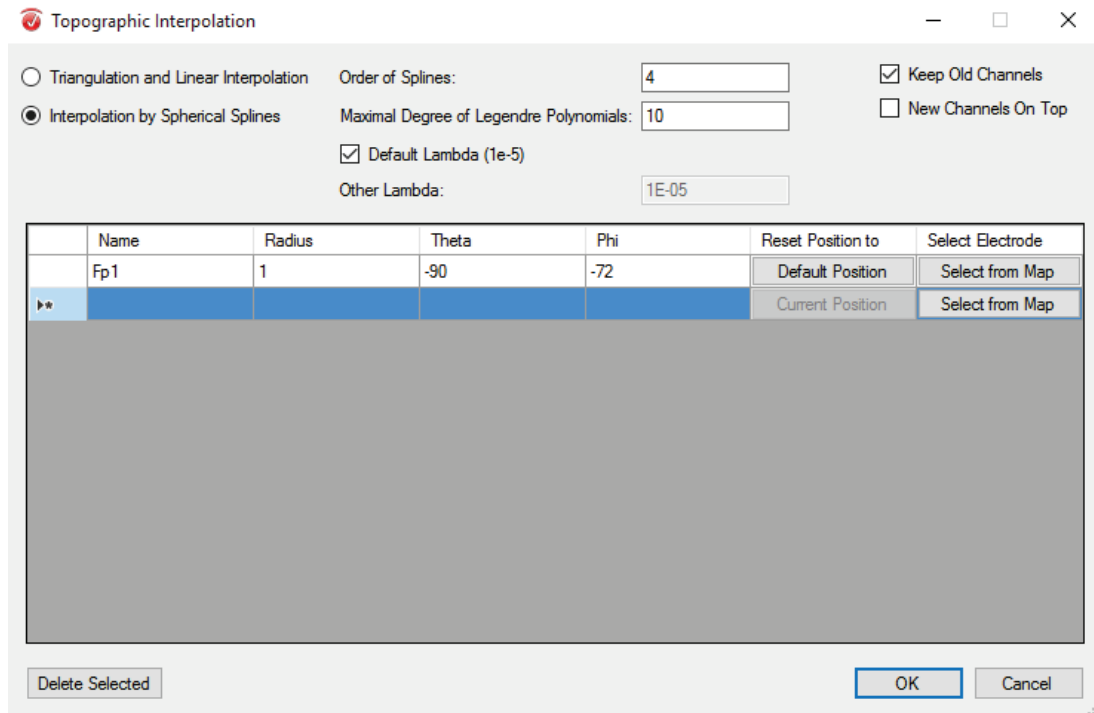 Topographic Interpolation
Triangulation and Linear Interpolation
Order of Splines:
4
Keep Old Channels
Interpolation by Spherical Splines
Maximal Degree of Legendre Polynomials:
10
New Channels On Top
Default Lambda (1e-5)
Other Lambda:
1E-05
Name Radius Theta Phi Reset Position to Select Electrode
Fp1 1 -90 -72 Default Position Select from Map
Current Position Select from Map
Delete Selected
OK
Cancel